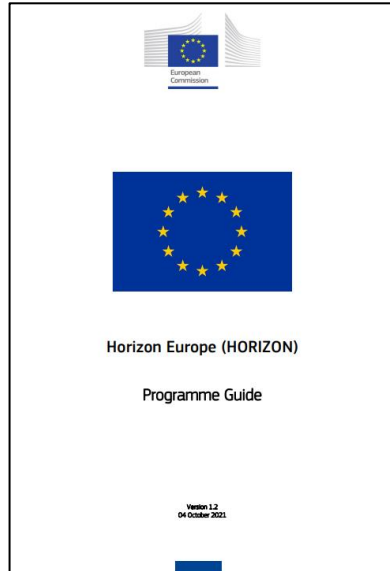 European
Commission
Horizon Europe (HORIZON)
Programme Guide
Version 1.2
04 October 2021